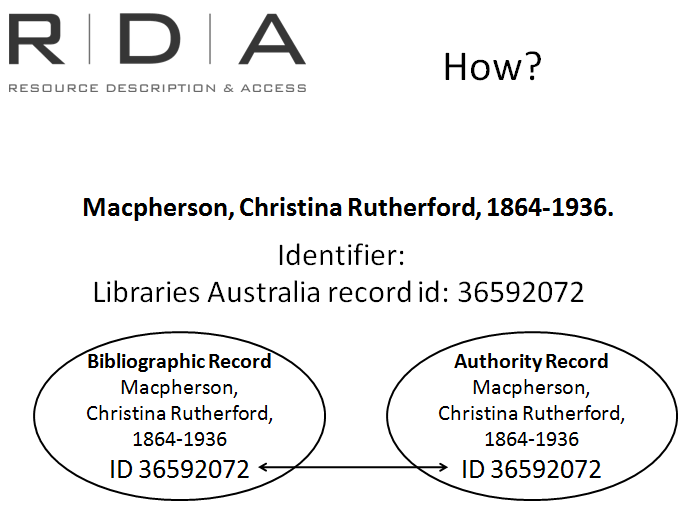 R | D | A
RESOURCE DESCRIPTION & ACCESS
How?
Macpherson, Christina Rutherford, 1864-1936.
Identifier:
Libraries Australia record id: 36592072
Bibliographic Record
Macpherson,
Christina Rutherford,
1864-1936
ID 36592072
Authority Record
Macpherson,
Christina Rutherford,
1864-1936
ID 36592072